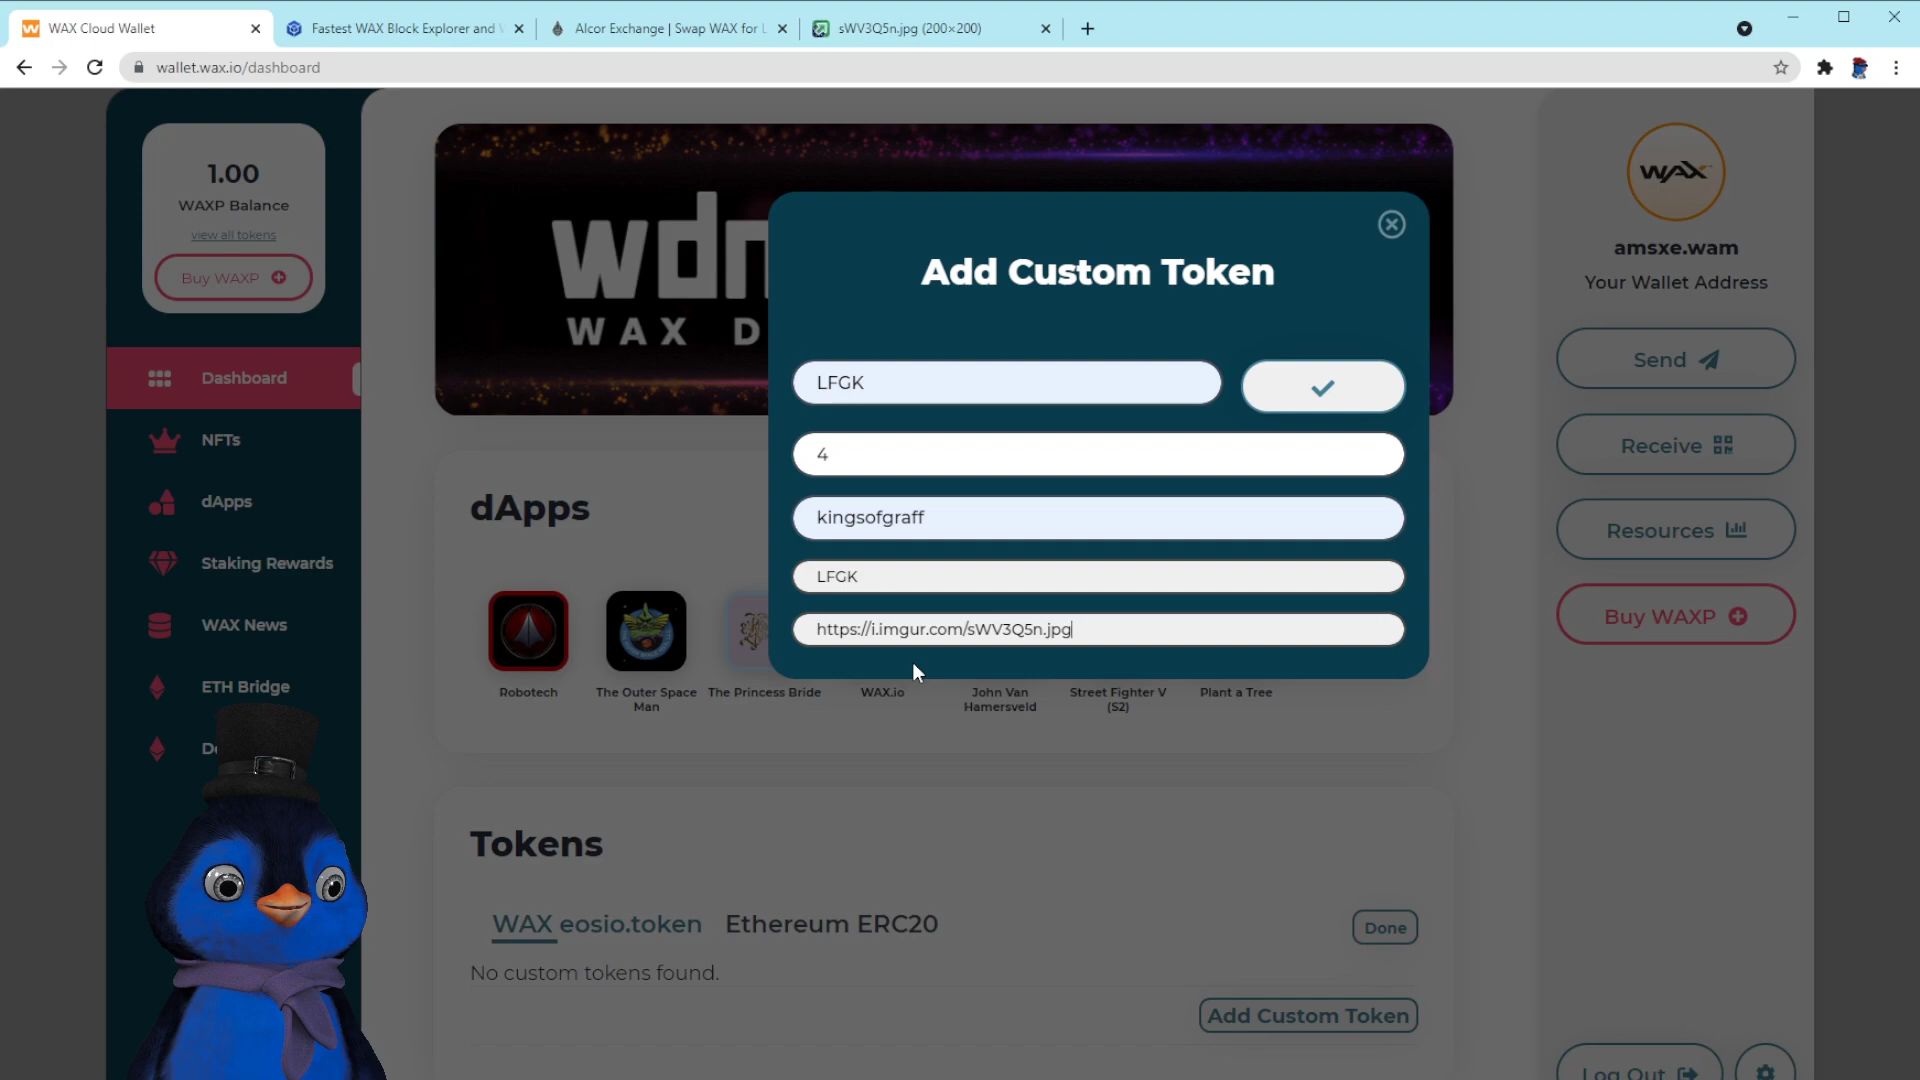 WAX Cloud Wallet
Fastest WAX Block Explorer and
Alcor Exchange | Swap WAX for L
sWV3Q5n.jpg (200×200)
wallet.wax.io/dashboard
1.00
WAXP Balance
view all tokens
Buy WAXP
Dashboard
NFTs
dApps
Staking Rewards
WAX News
ETH Bridge
De
wdn
WAX D
Add Custom Token
LFGK
4
kingsofgraff
LFGK
https://i.imgur.com/sWV3Q5n.jpg
dApps
Robotech
The Outer Space
Man
The Princess Bride
WAX.io
John Van
Hamersveld
Street Fighter V
(S2)
Plant a Tree
Tokens
WAX eosio.token
Ethereum ERC20
Done
No custom tokens found.
Add Custom Token
WAX
amsxe.wam
Your Wallet Address
Send
Receive
Resources
Buy WAXP
Log Out